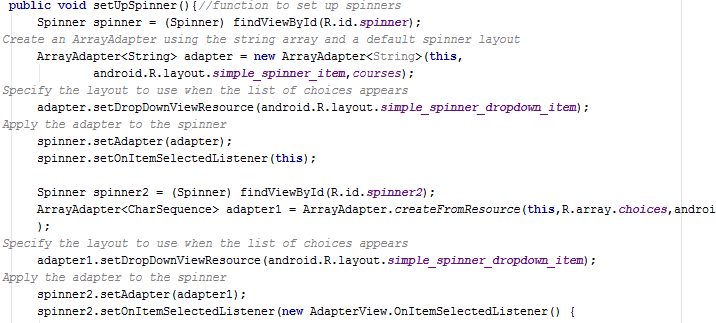 public void setUpSpinner(){//function to set up spinners
Spinner spinner = (Spinner) findViewById(R.id.spinner);
Create an ArrayAdapter using the string array and a default spinner layout
ArrayAdapter<String> adapter = new ArrayAdapter<String>(this,
android.R.layout.simple_spinner_item,courses);
Specify the layout to use when the list of choices appears
adapter.setDropDownViewResource(android.R.layout.simple_spinner_dropdown_item);
Apply the adapter to the spinner
spinner.setAdapter(adapter);
spinner.setOnItemSelectedListener(this);
Spinner spinner2 = (Spinner) findViewById(R.id.spinner2);
ArrayAdapter<CharSequence> adapter1 = ArrayAdapter.createFromResource(this,R.array.choices,androi
);
Specify the layout to use when the list of choices appears
adapter1.setDropDownViewResource(android.R.layout.simple_spinner_dropdown_item);
Apply the adapter to the spinner
spinner2.setAdapter(adapter1);
spinner2.setOnItemSelectedListener(new AdapterView.OnItemSelectedListener() {